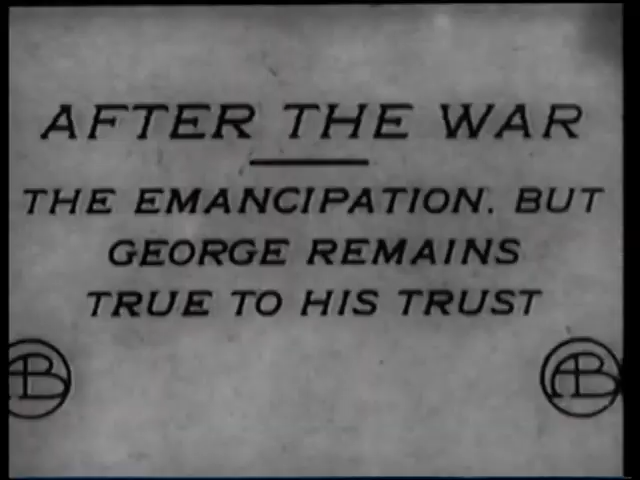 AFTER THE WAR
THE EMANCIPATION. BUT
GEORGE REMAINS
TRUE TO HIS TRUST
AB AB